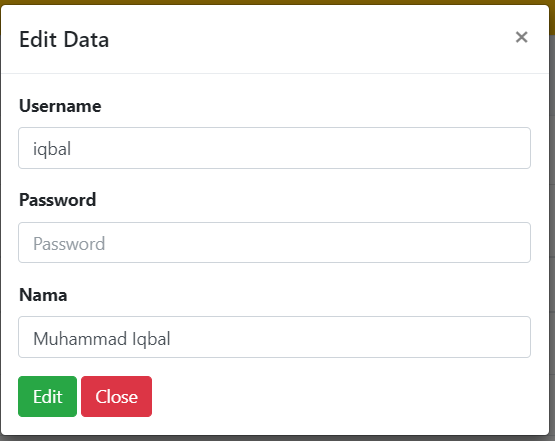 Edit Data ×
Username
iqbal
Password
Password
Nama
Muhammad Iqbal
Edit Close